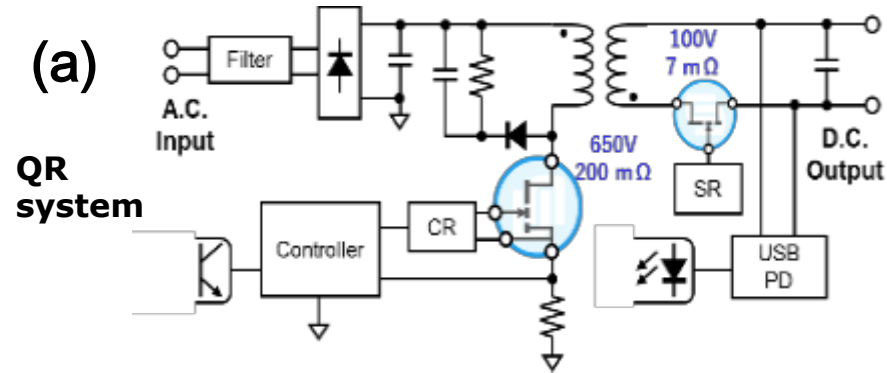 (a)
Filter
A.C.
Input
100V
7 mΩ
650V
200 mΩ
SR
D.C.
Output
QR
system
Controller
CR
USB
PD